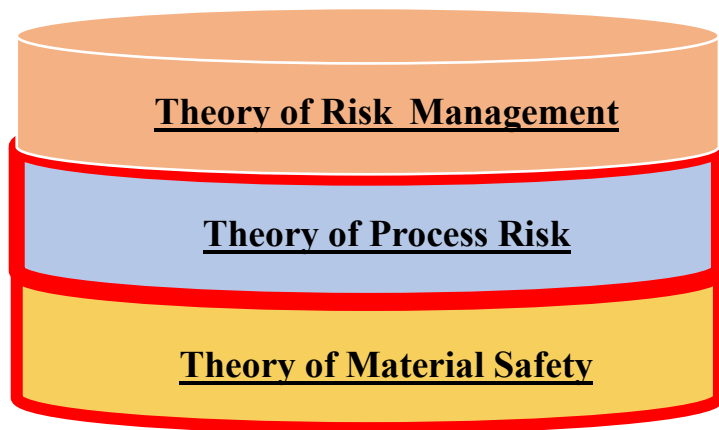 Theory of Risk Management
Theory of Process Risk
Theory of Material Safety